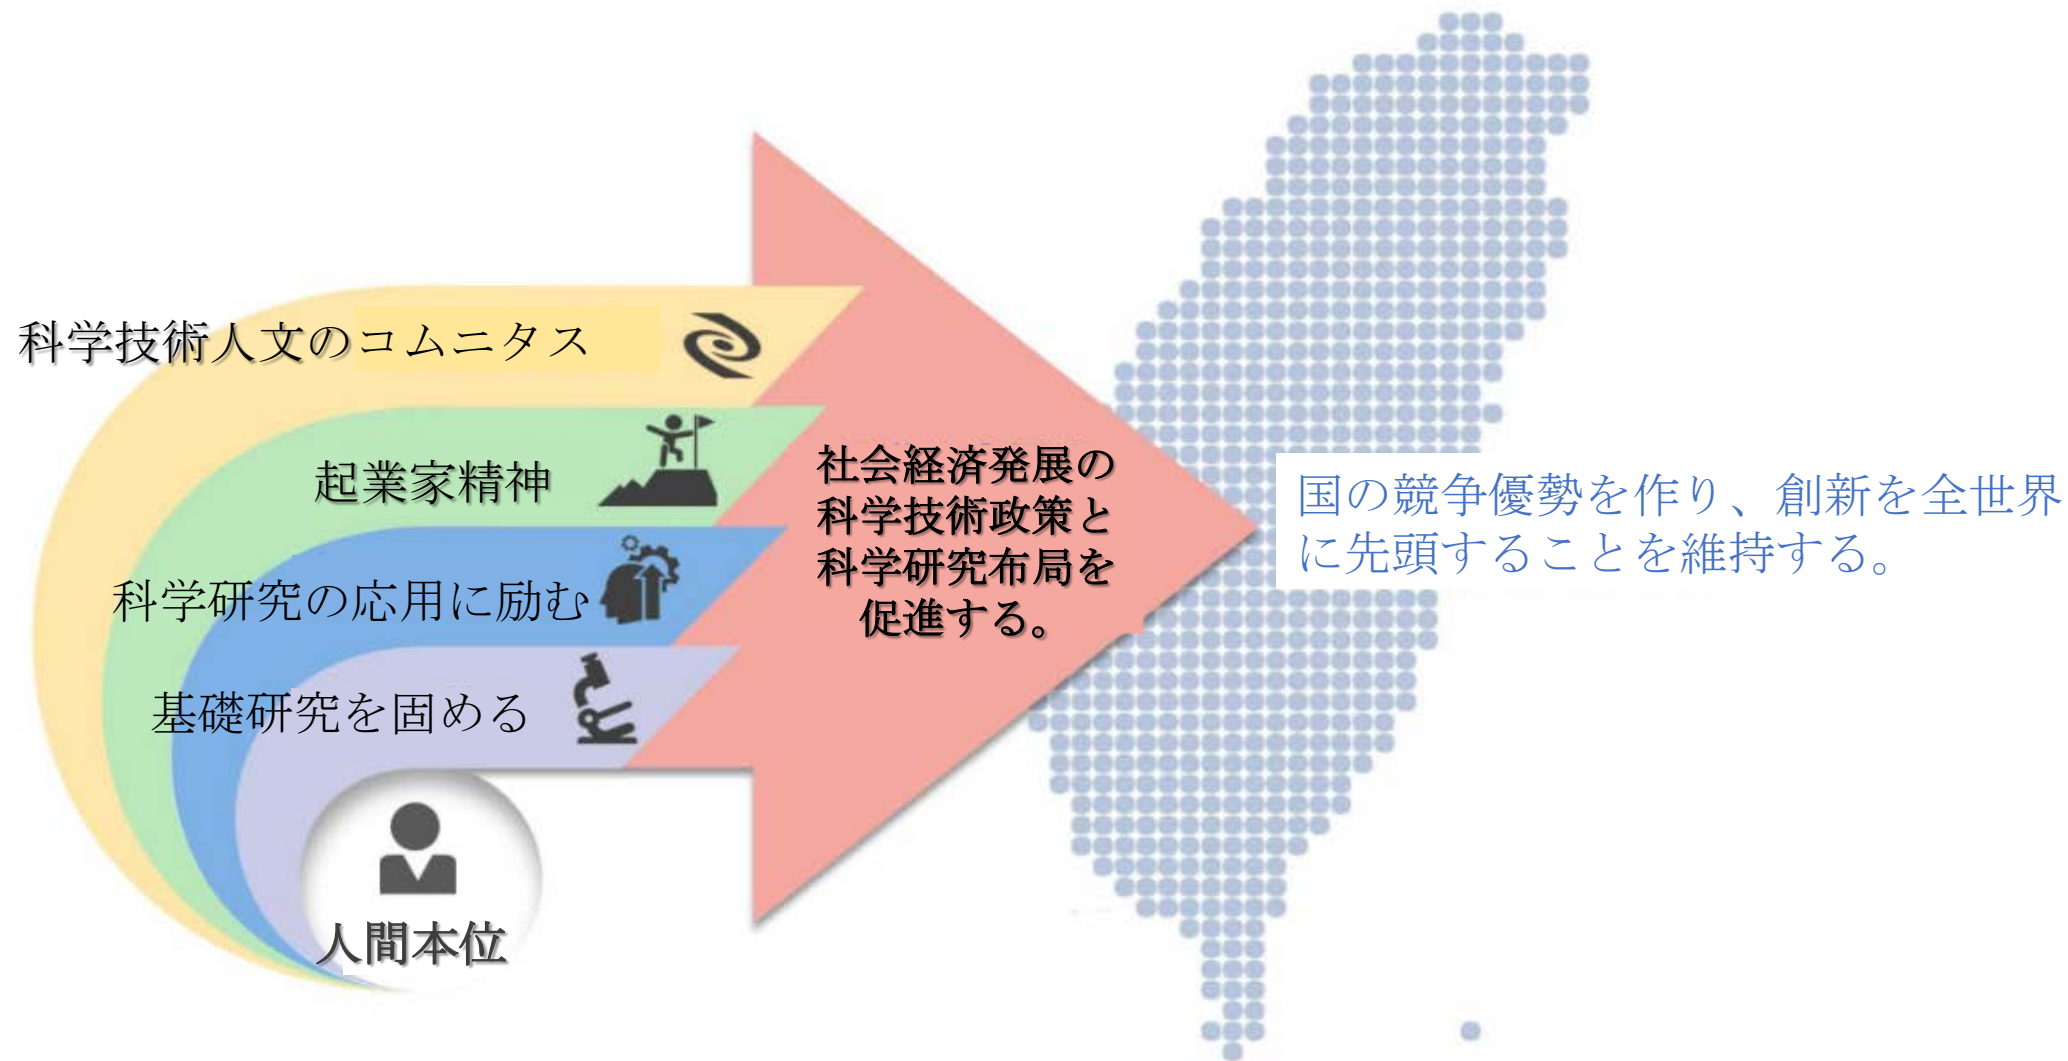 科学技術人文のコムニタス
起業家精神
科学研究の応用に励む
基礎研究を固める
人間本位
社会経済発展の
科学技術政策と
科学研究布局を
促進する。
国の競争優勢を作り、創新を全世界
に先頭することを維持する。